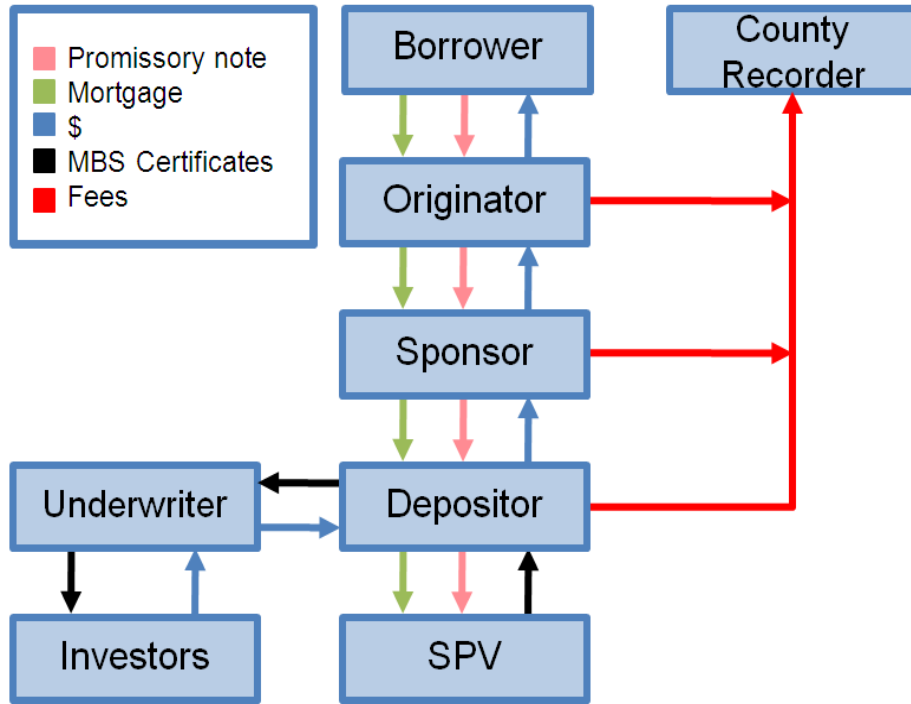 Promissory note
Mortgage
$
MBS Certificates
Fees
Borrower
County
Recorder
Originator
Sponsor
Underwriter
Depositor
Investors
SPV